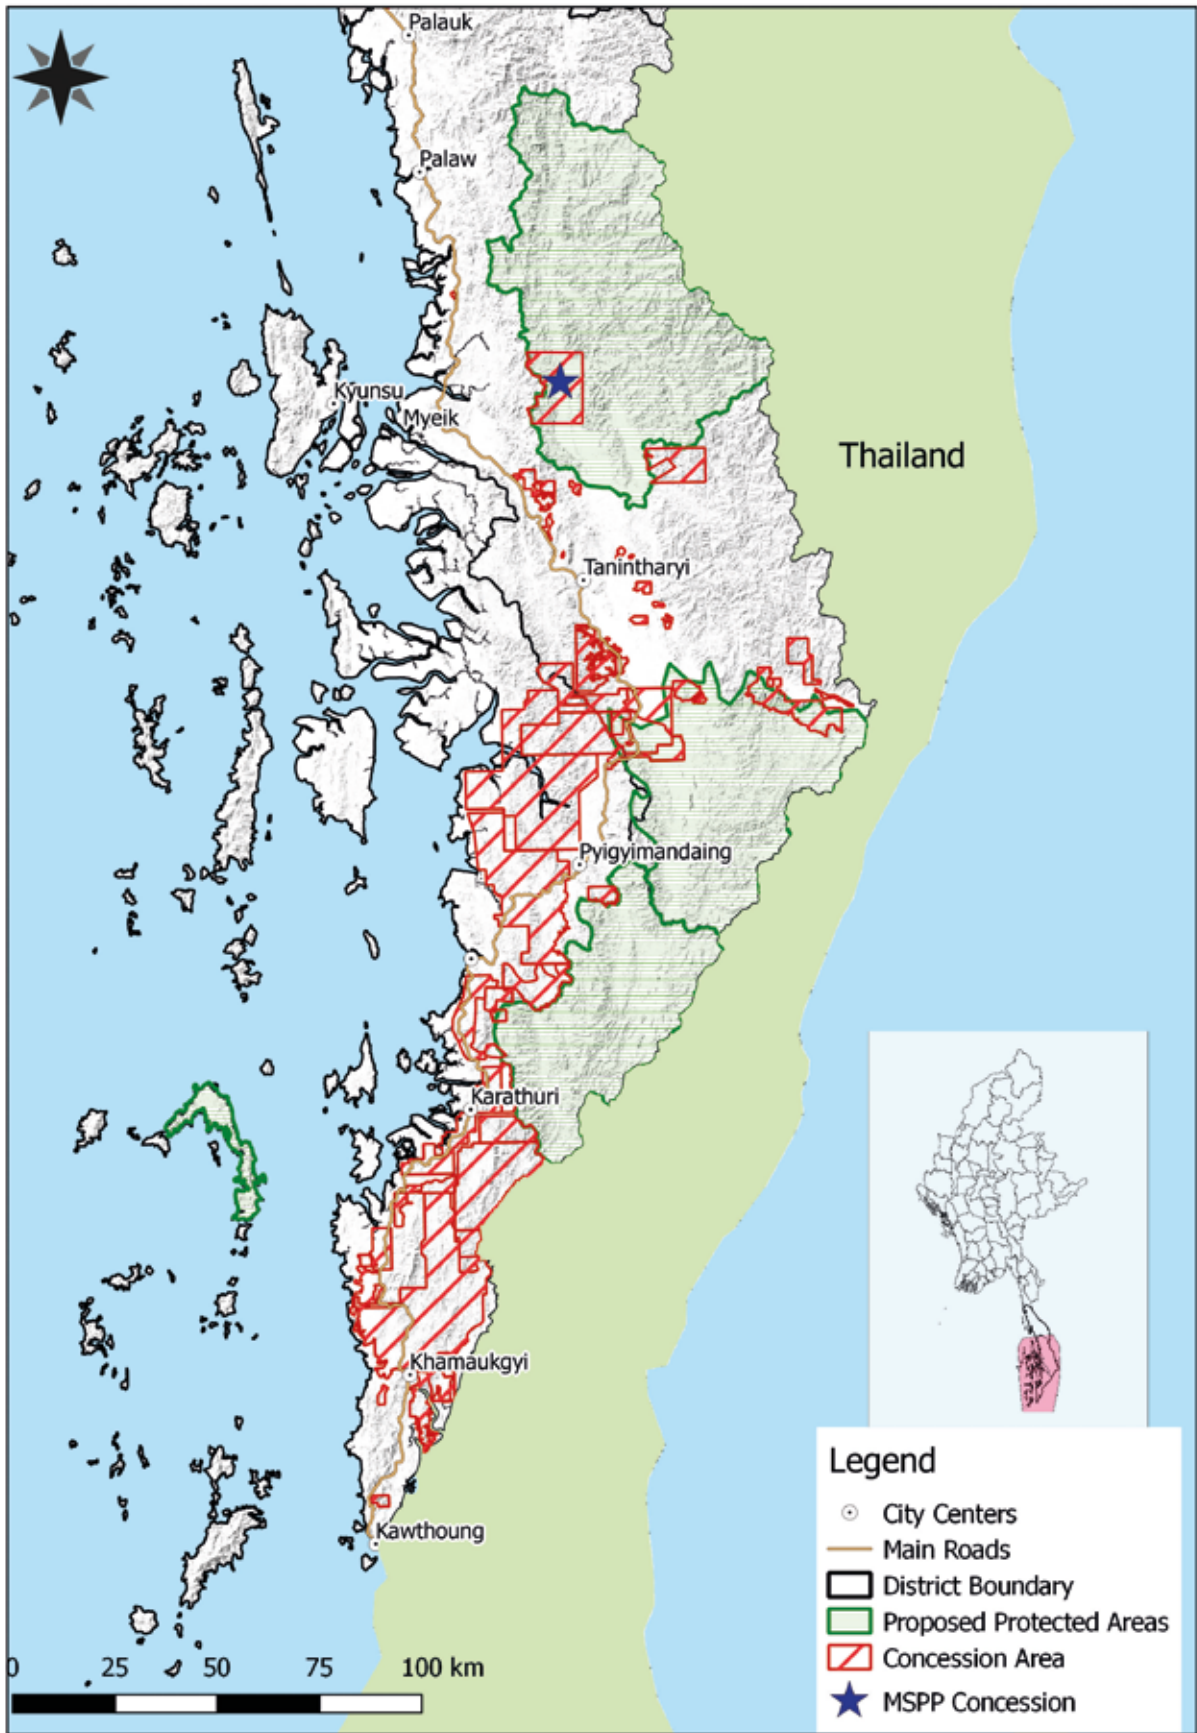 Palauk
Palaw
Kyunsu
Myeik
Thailand
Tanintharyi
Pyigyimandaing
Karathuri
Khamaukgyi
Kawthoung
0 25 50 75 100 km
Legend
City Centers
Main Roads
District Boundary
Proposed Protected Areas
Concession Area
MSPP Concession